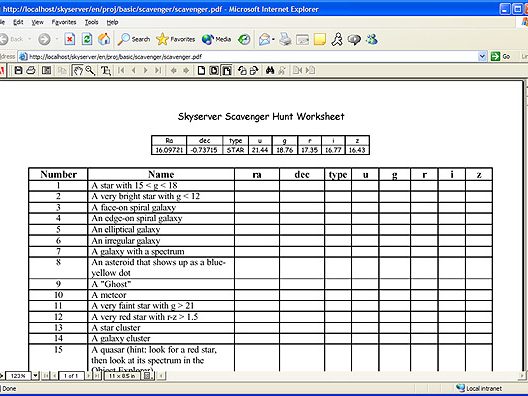 http://localhost/skyserver/en/proj/basic/scavenger/scavenger.pdf - Microsoft Internet Explorer
Edit View Favorites Tools Help
Back Search Favorites Media
http://localhost/skyserver/en/proj/basic/scavenger/scavenger.pdf Go
Skyserver Scavenger Hunt Worksheet
Ra dec type u g r i z
16.09721 -0.73715 STAR 21.44 18.76 17.35 16.77 16.43
Number Name ra dec type u g r i z
1 A star with 15 < g < 18
2 A very bright star with g < 12
3 A face-on spiral galaxy
4 An edge-on spiral galaxy
5 An elliptical galaxy
6 An irregular galaxy
7 A galaxy with a spectrum
8 An asteroid that shows up as a blue-
yellow dot
9 A "Ghost"
10 A meteor
11 A very faint star with g > 21
12 A very red star with r-z > 1.5
13 A star cluster
14 A galaxy cluster
15 A quasar (hint: look for a red star,
then look at its spectrum in the
Object Explorer)
123% 1 of 1 11 x 8.5 in
Done Local intranet